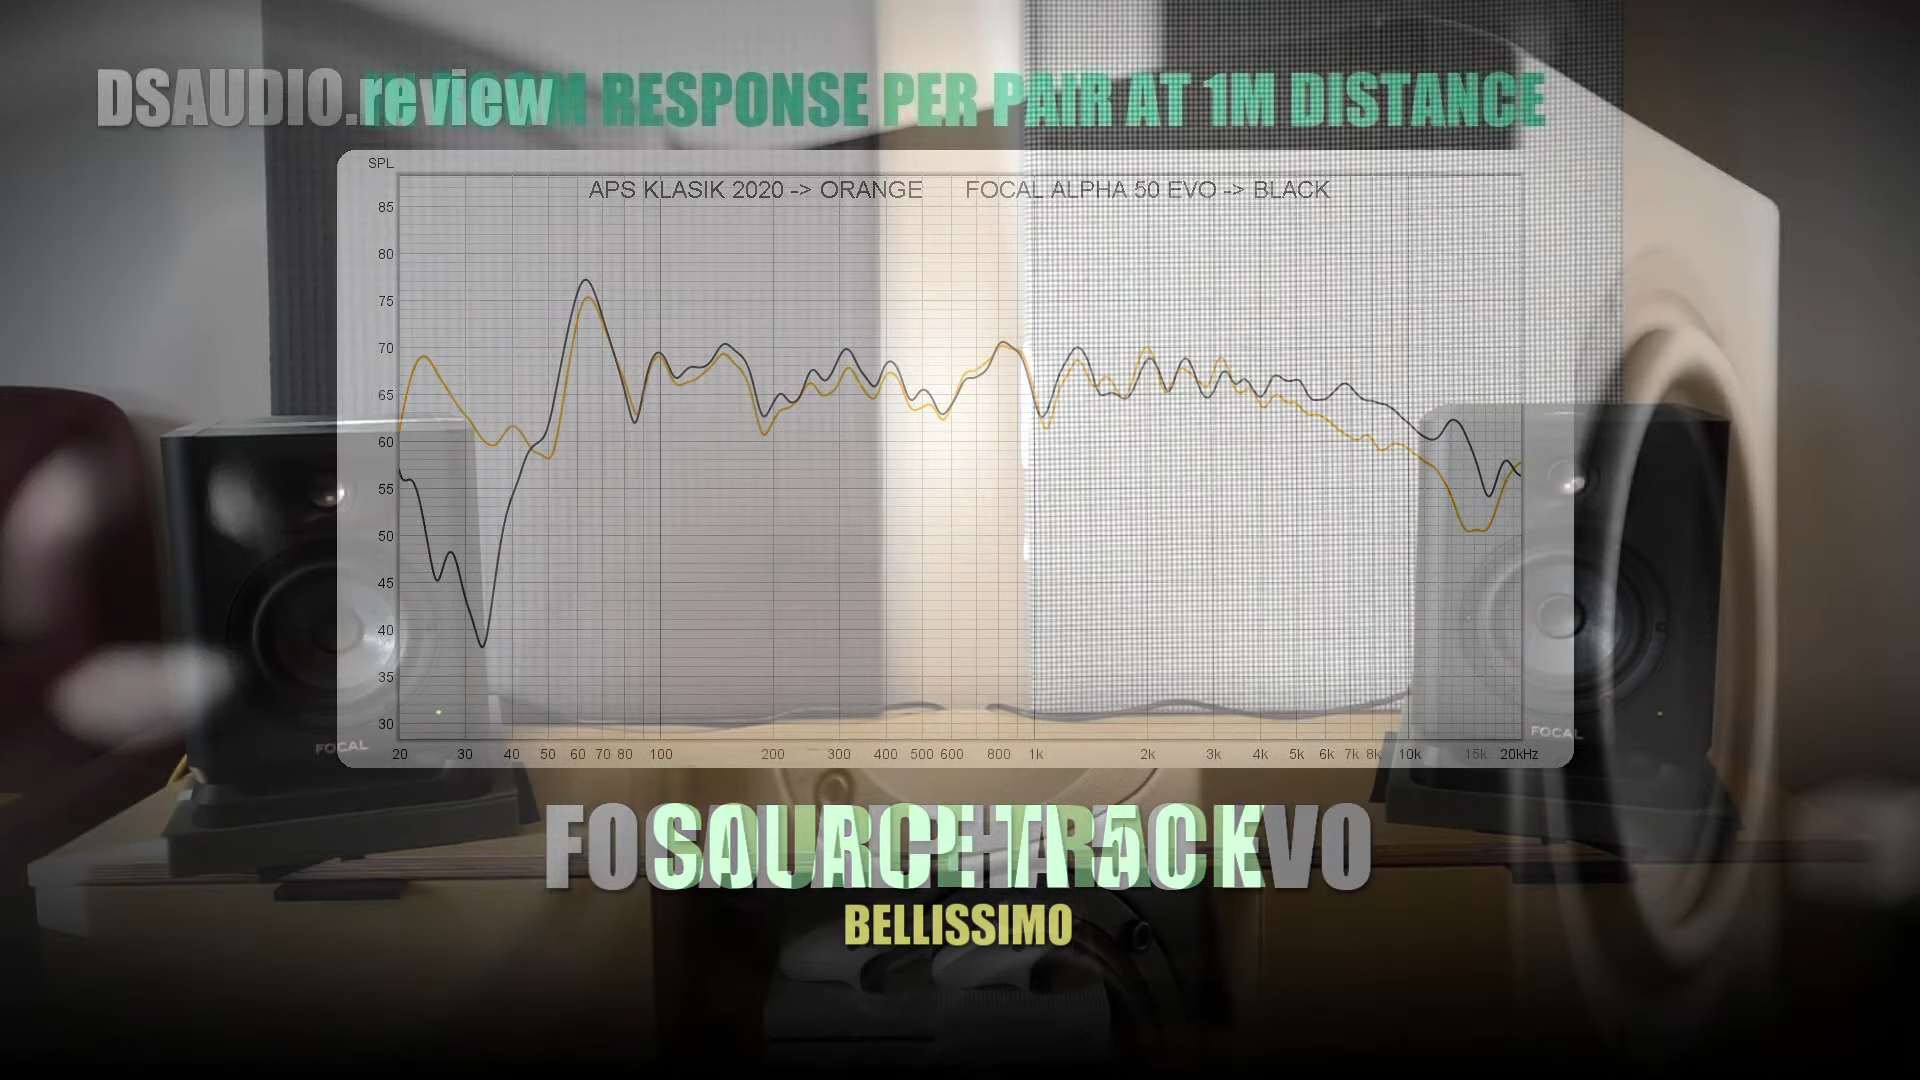 DSAUDIO.review
RESPONSE PER PAIR AT 1M DISTANCE
SPL
APS KLASIK 2020 -> ORANGE FOCAL ALPHA 50 EVO -> BLACK
85
80
75
70
65
60
55
50
45
40
35
30
20 30 40 50 60 70 80 100 200 300 400 500 600 800 1k 2k 3k 4k 5k 6k 7k 8k 10k 15k 20kHz
FOCAL
FOCAL
SOURCE TRACK
BELLISSIMO